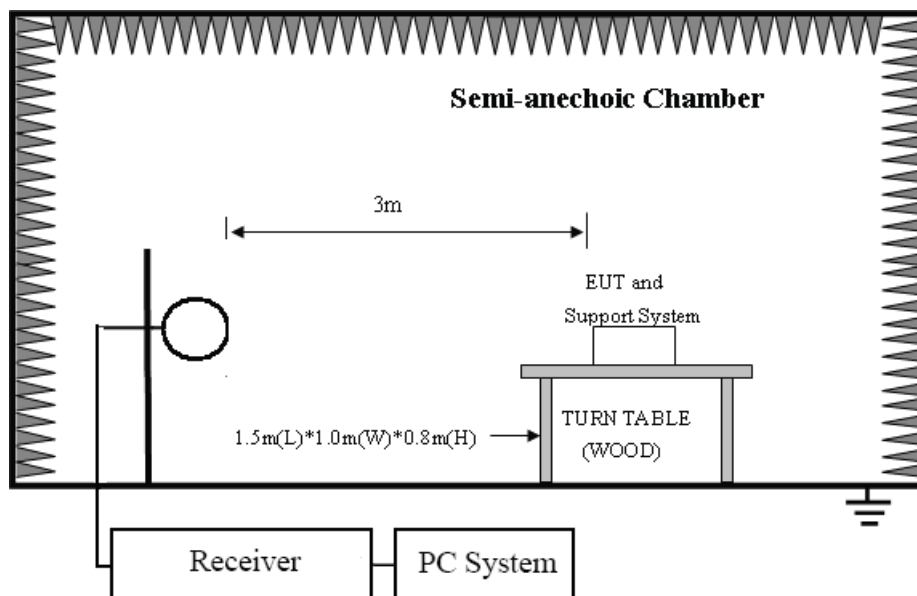 Semi-anechoic Chamber
3m
EUT and
Support System
1.5m(L)*1.0m(W)*0.8m(H)
TURN TABLE
(WOOD)
Receiver
PC System